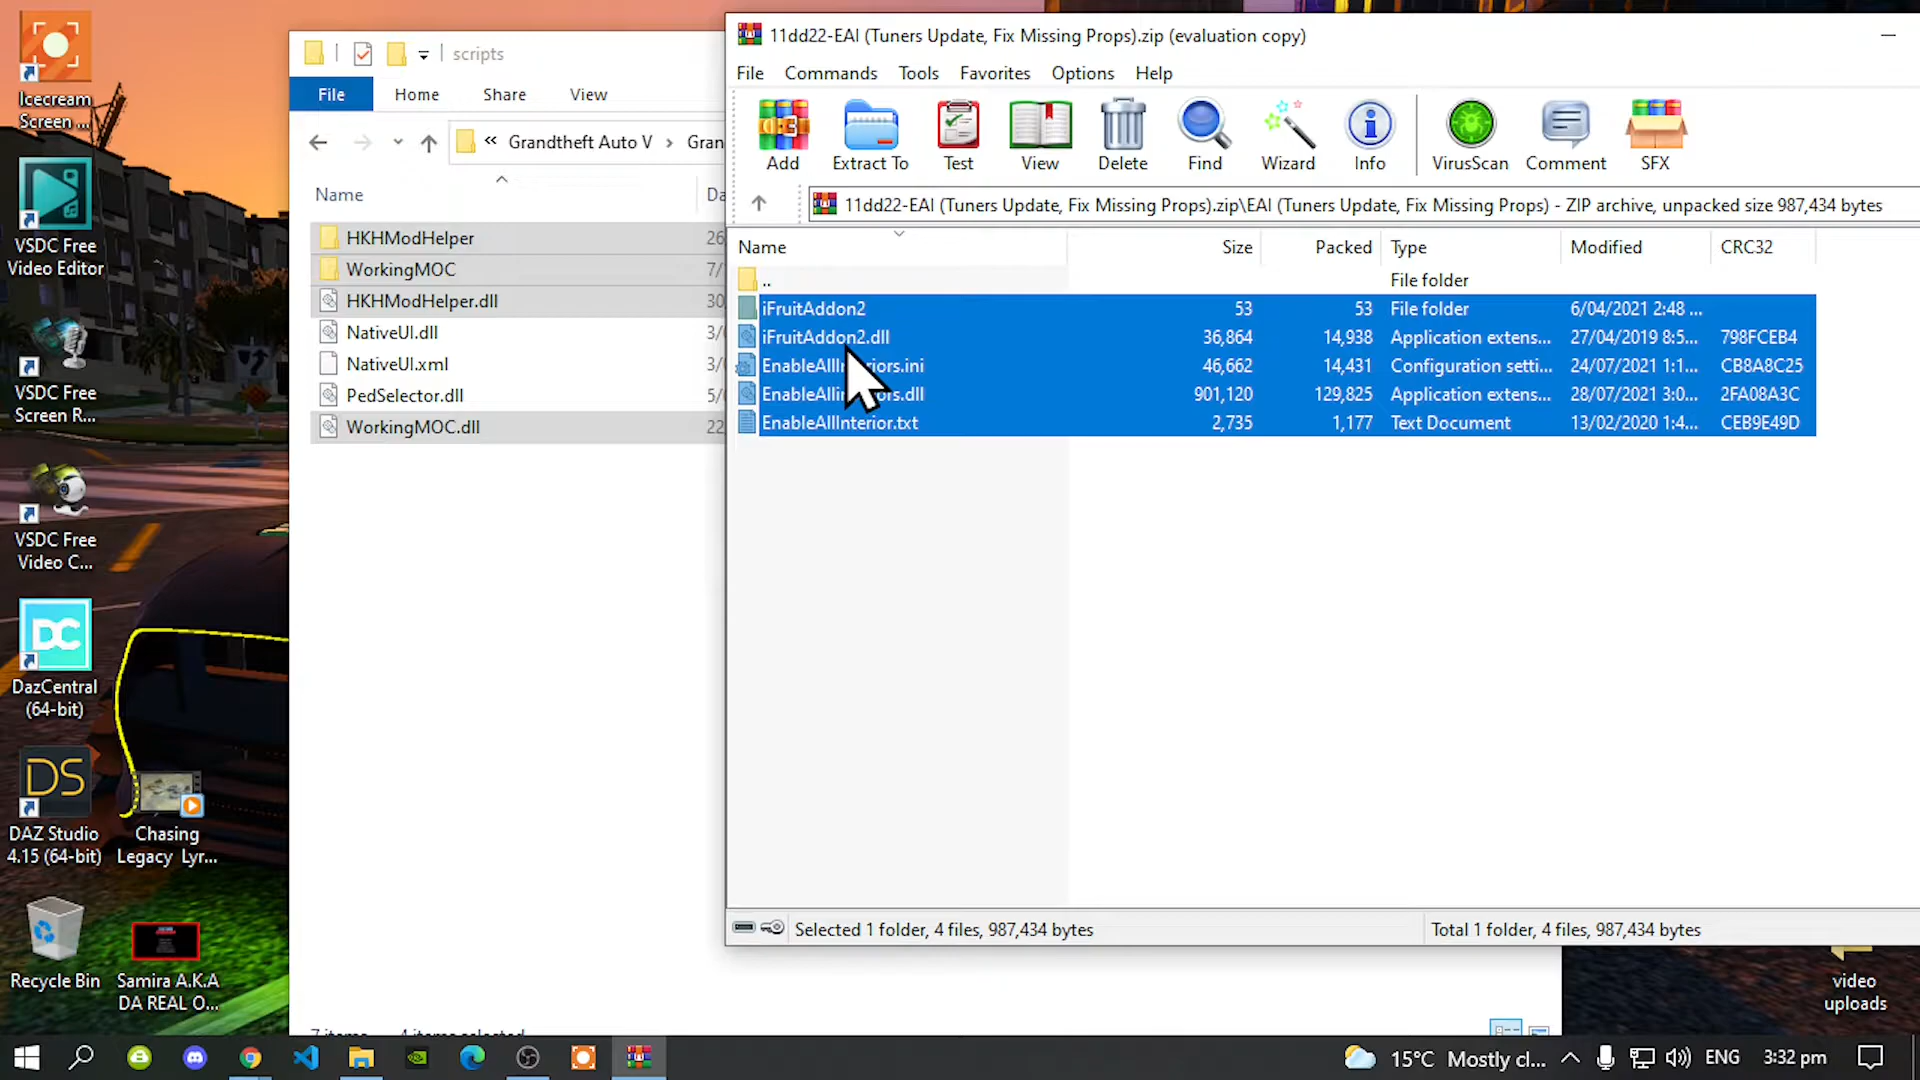 Icecream
Screen ...
VSDC Free
Video Editor
VSDC Free
Screen R...
VSDC Free
Video C...
DC
DazCentral
(64-bit)
DS
DAZ Studio
4.15 (64-bit)
Chasing
Legacy Lyr...
Recycle Bin
Samira A.K.A
DA REAL O...
scripts
File Home Share View
« Grandtheft Auto V › Gran
Name Da
HKHModHelper 26
WorkingMOC 7/
HKHModHelper.dll 30
NativeUI.dll 3/
NativeUI.xml 3/
PedSelector.dll 5/
WorkingMOC.dll 22
7 items 4 items selected
11dd22-EAI (Tuners Update, Fix Missing Props).zip (evaluation copy)
File Commands Tools Favorites Options Help
Add Extract To Test View Delete Find Wizard Info VirusScan Comment SFX
11dd22-EAI (Tuners Update, Fix Missing Props).zip\EAI (Tuners Update, Fix Missing Props) - ZIP archive, unpacked size 987,434 bytes
Name Size Packed Type Modified CRC32
.. File folder
iFruitAddon2 53 53 File folder 6/04/2021 2:48 ...
iFruitAddon2.dll 36,864 14,938 Application extens... 27/04/2019 8:5... 798FCEB4
46,662 14,431 Configuration setti... 24/07/2021 1:1... CB8A8C25
901,120 129,825 Application extens... 28/07/2021 3:0... 2FA08A3C
EnableAllInterior.txt 2,735 1,177 Text Document 13/02/2020 1:4... CEB9E49D
Selected 1 folder, 4 files, 987,434 bytes
Total 1 folder, 4 files, 987,434 bytes
video
uploads
15°C Mostly cl... ENG 3:32 pm